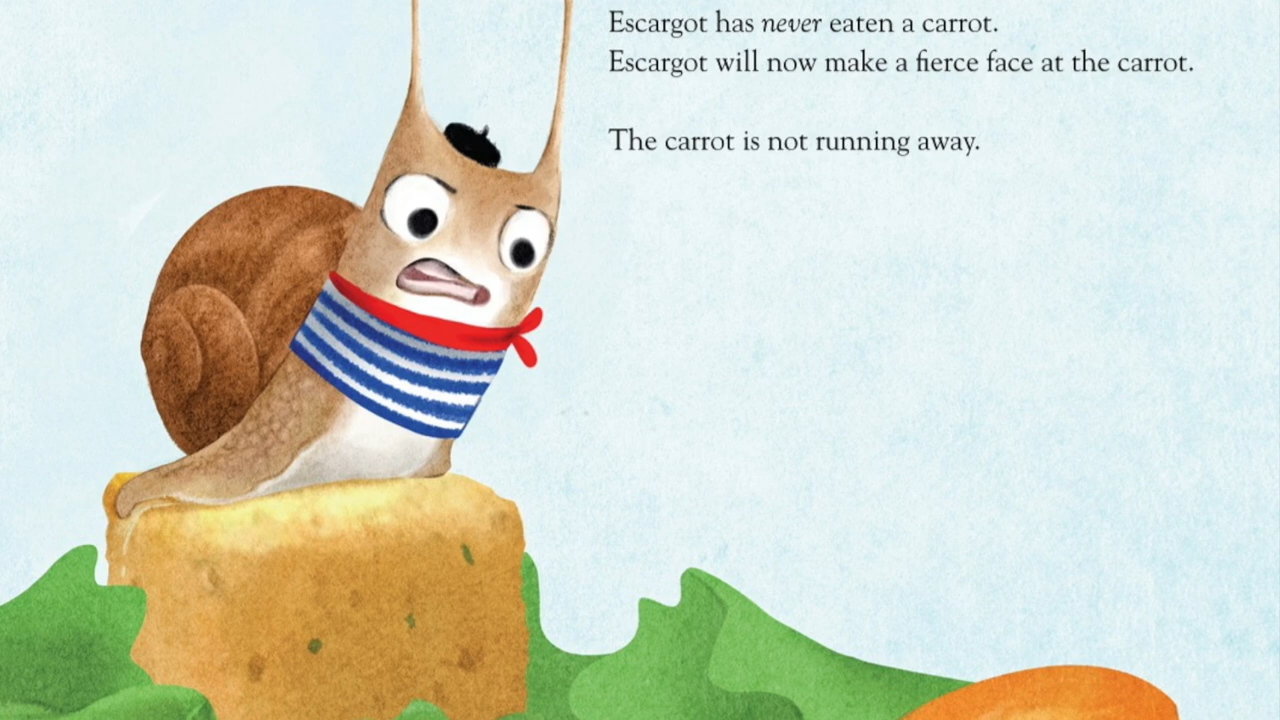 Escargot has never eaten a carrot.
Escargot will now make a fierce face at the carrot.
The carrot is not running away.